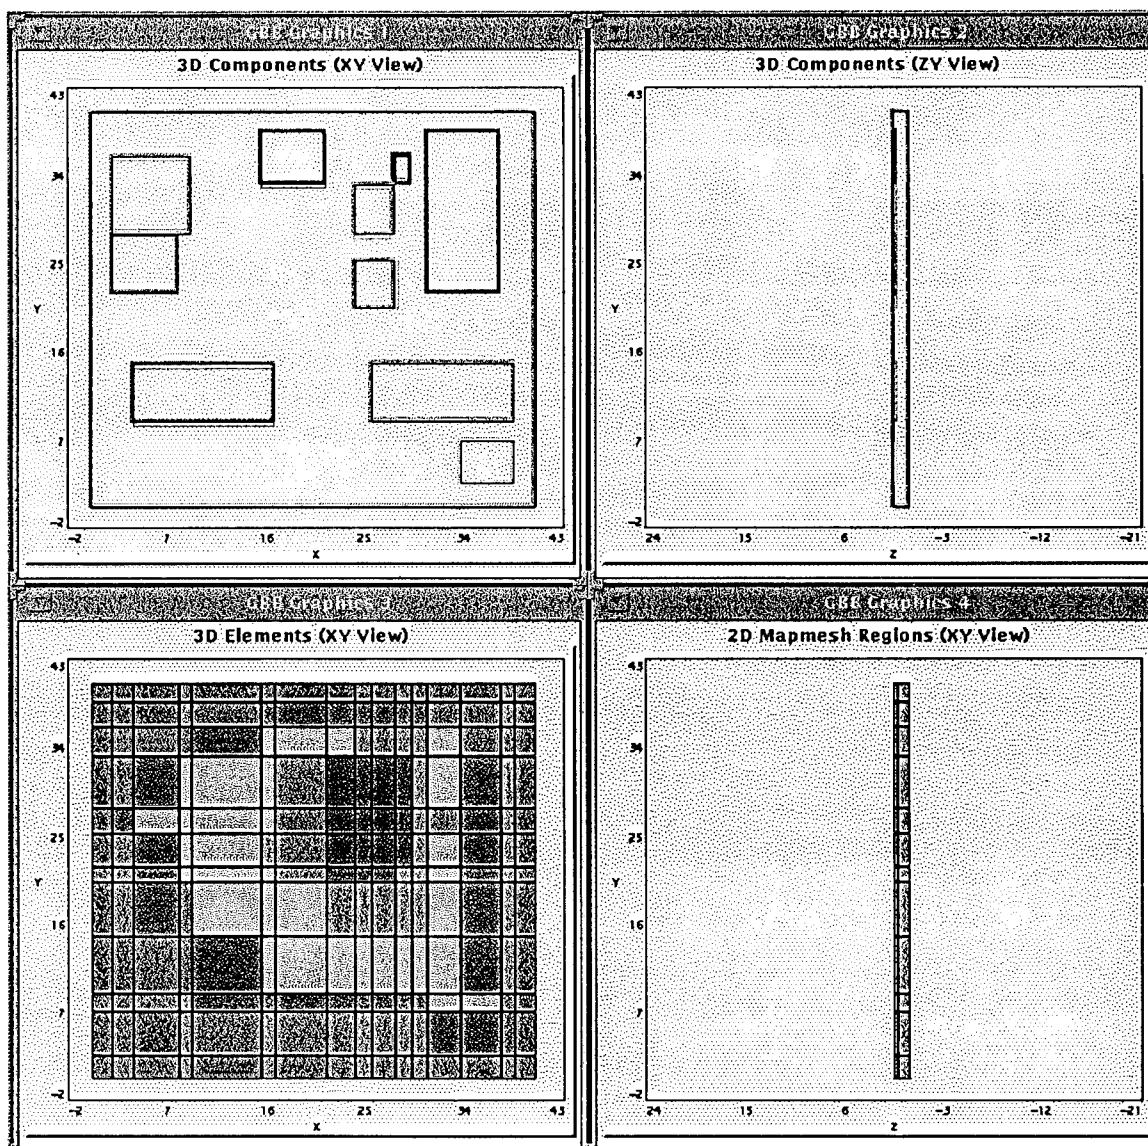 GBB Graphics 1
3D Components (XY View)
43
34
25
Y
16
7
-2
-2 7 16 25 34 43
X
GBB Graphics 2
3D Components (ZY View)
43
34
25
Y
16
7
-2
24 15 6 -3 -12 -21
Z
GBB Graphics 3
3D Elements (XY View)
43
34
25
Y
16
7
-2
-2 7 16 25 34 43
X
GBB Graphics 4
2D Mapmesh Regions (XY View)
43
34
25
Y
16
7
-2
24 15 6 -3 -12 -21
Z